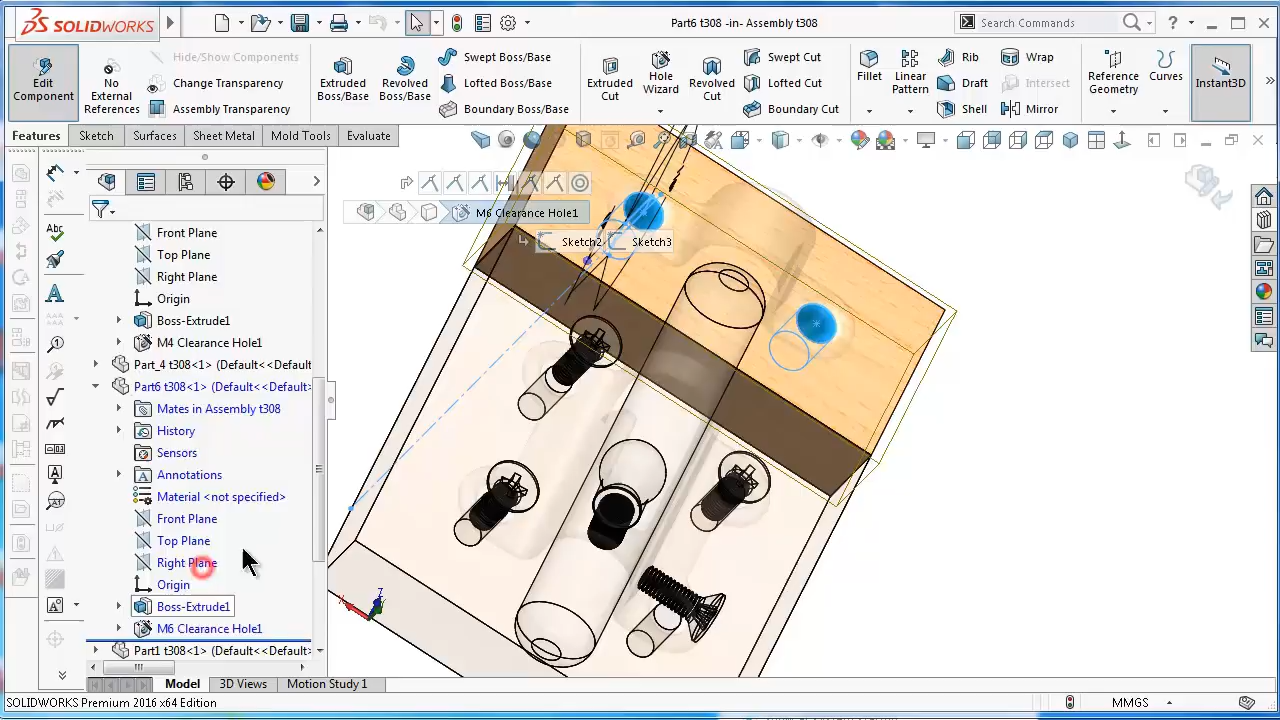 SOLIDWORKS
Part6 t308 -in- Assembly t308
Search Commands
?
Edit Component
No External References
Hide/Show Components
Change Transparency
Assembly Transparency
Extruded Boss/Base
Revolved Boss/Base
Swept Boss/Base
Lofted Boss/Base
Boundary Boss/Base
Extruded Cut
Hole Wizard
Revolved Cut
Swept Cut
Lofted Cut
Boundary Cut
Fillet
Linear Pattern
Rib
Draft
Shell
Wrap
Intersect
Mirror
Reference Geometry
Curves
Instant3D
Features
Sketch
Surfaces
Sheet Metal
Mold Tools
Evaluate
Front Plane
Top Plane
Right Plane
Origin
Boss-Extrude1
M4 Clearance Hole1
Part_4 t308<1> (Default<<Default
Part6 t308<1> (Default<<Default
Mates in Assembly t308
History
Sensors
Annotations
Material <not specified>
Front Plane
Top Plane
Right Plane
Origin
Boss-Extrude1
M6 Clearance Hole1
Part1 t308<1> (Default<<Default
M6 Clearance Hole1
Sketch2
Sketch3
Z
Model
3D Views
Motion Study 1
SOLIDWORKS Premium 2016 x64 Edition
MMGS